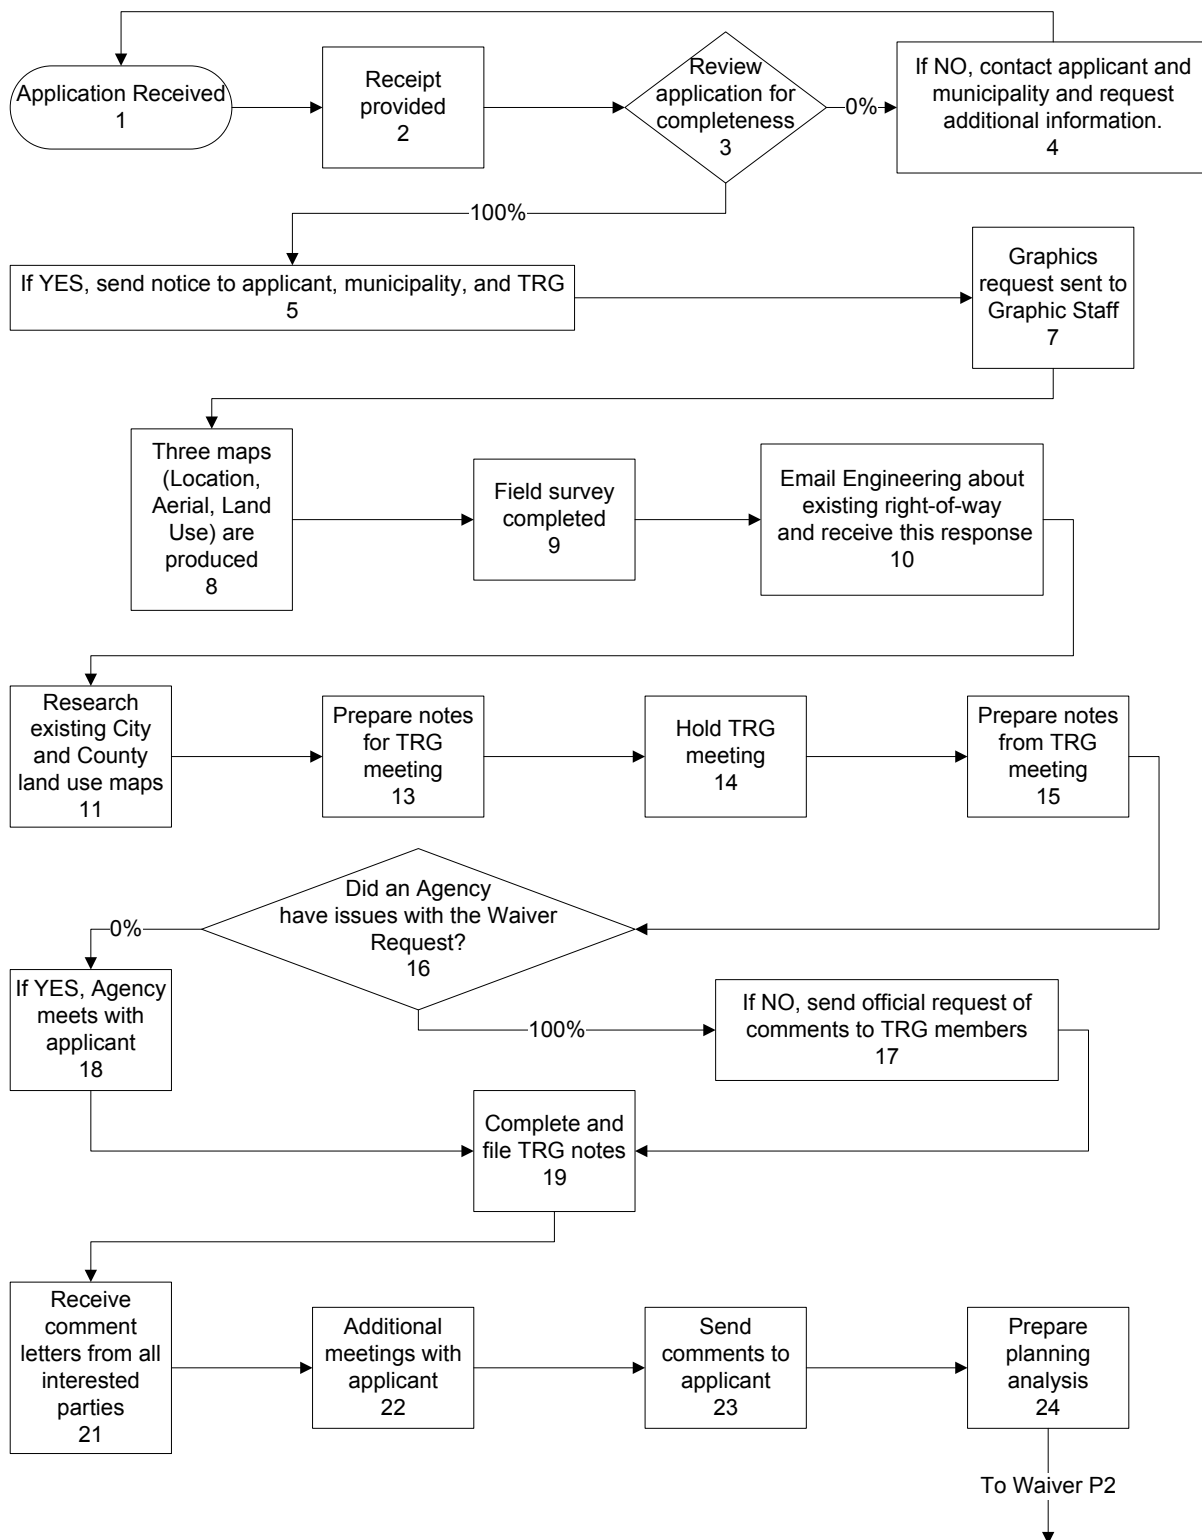 Application Received
1
Receipt
provided
2
Review
application for
completeness
3
0%
If NO, contact applicant and
municipality and request
additional information.
4
100%
If YES, send notice to applicant, municipality, and TRG
5
Graphics
request sent to
Graphic Staff
7
Three maps
(Location,
Aerial, Land
Use) are
produced
8
Field survey
completed
9
Email Engineering about
existing right-of-way
and receive this response
10
Research
existing City
and County
land use maps
11
Prepare notes
for TRG
meeting
13
Hold TRG
meeting
14
Prepare notes
from TRG
meeting
15
Did an Agency
have issues with the Waiver
Request?
16
0%
If YES, Agency
meets with
applicant
18
100%
If NO, send official request of
comments to TRG members
17
Complete and
file TRG notes
19
Receive
comment
letters from all
interested
parties
21
Additional
meetings with
applicant
22
Send
comments to
applicant
23
Prepare
planning
analysis
24
To Waiver P2